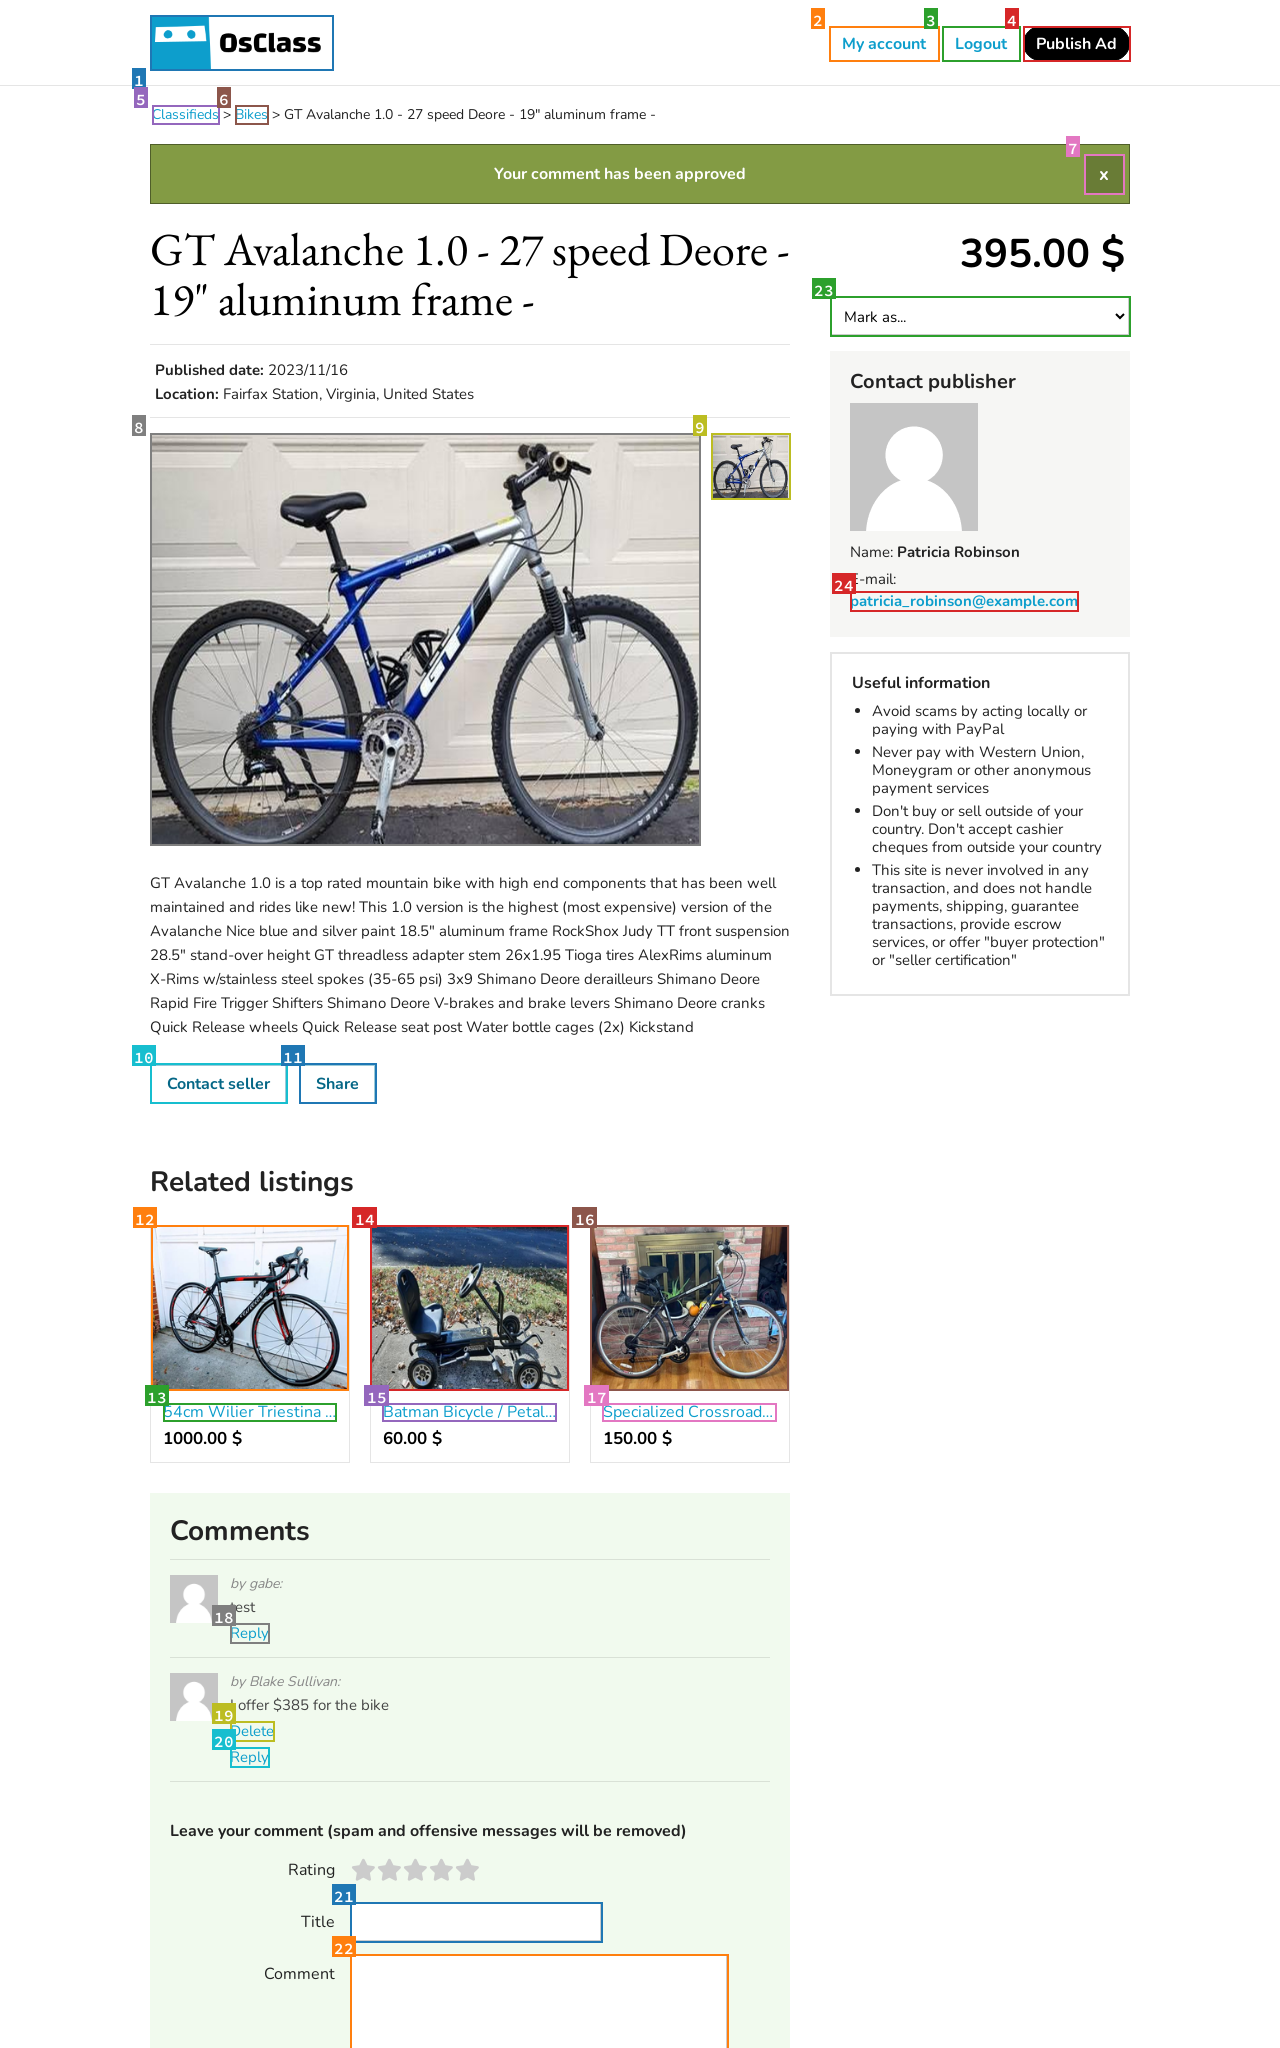 OsClass
2
3
4
My account
Logout
Publish Ad
1
5
6
Classifieds > Bikes > GT Avalanche 1.0 - 27 speed Deore - 19" aluminum frame -
7
Your comment has been approved
x
GT Avalanche 1.0 - 27 speed Deore -
19" aluminum frame -
395.00 $
23
Mark as...
Published date: 2023/11/16
Location: Fairfax Station, Virginia, United States
Contact publisher
8
9
Name: Patricia Robinson
E-mail:
24
patricia_robinson@example.com
Useful information
• Avoid scams by acting locally or
paying with PayPal
• Never pay with Western Union,
Moneygram or other anonymous
payment services
• Don't buy or sell outside of your
country. Don't accept cashier
cheques from outside your country
• This site is never involved in any
transaction, and does not handle
payments, shipping, guarantee
transactions, provide escrow
services, or offer "buyer protection"
or "seller certification"
avalanche 1.0
GT
GT Avalanche 1.0 is a top rated mountain bike with high end components that has been well
maintained and rides like new! This 1.0 version is the highest (most expensive) version of the
Avalanche Nice blue and silver paint 18.5" aluminum frame RockShox Judy TT front suspension
28.5" stand-over height GT threadless adapter stem 26x1.95 Tioga tires AlexRims aluminum
X-Rims w/stainless steel spokes (35-65 psi) 3x9 Shimano Deore derailleurs Shimano Deore
Rapid Fire Trigger Shifters Shimano Deore V-brakes and brake levers Shimano Deore cranks
Quick Release wheels Quick Release seat post Water bottle cages (2x) Kickstand
10
11
Contact seller
Share
Related listings
12
14
16
13
15
17
54cm Wilier Triestina ...
Batman Bicycle / Petal...
Specialized Crossroad...
1000.00 $
60.00 $
150.00 $
Comments
by gabe:
test
18
Reply
by Blake Sullivan:
I offer $385 for the bike
19
Delete
20
Reply
Leave your comment (spam and offensive messages will be removed)
Rating
21
Title
22
Comment